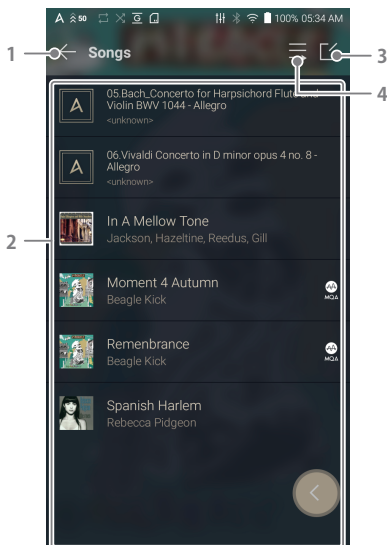 50 G 100% 05:34 AM
1 Songs 3
4
05.Bach_Concerto for Harpsichord Flute and
Violin BWV 1044 - Allegro
<unknown>
06.Vivaldi Concerto in D minor opus 4 no. 8 -
Allegro
<unknown>
2
In A Mellow Tone
Jackson, Hazeltine, Reedus, Gill
Moment 4 Autumn
Beagle Kick
MQA
Remenbrance
Beagle Kick
MQA
Spanish Harlem
Rebecca Pidgeon